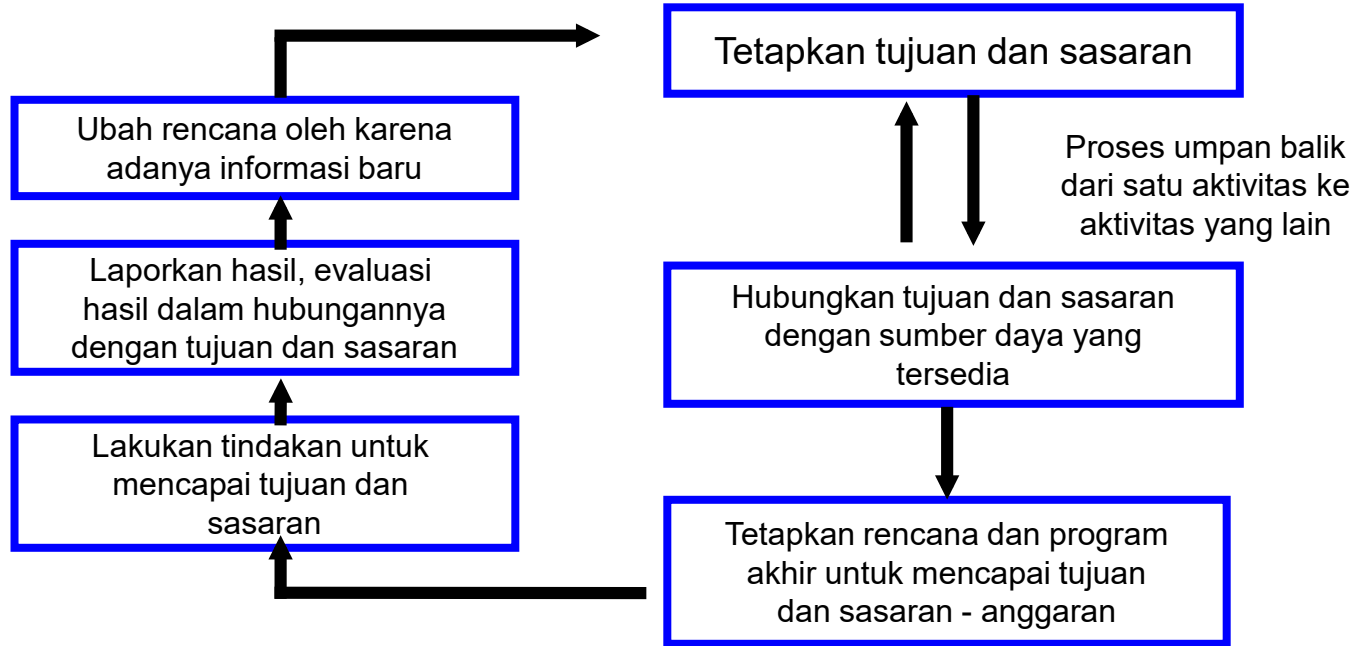 Tetapkan tujuan dan sasaran
Proses umpan balik
dari satu aktivitas ke
aktivitas yang lain
Hubungkan tujuan dan sasaran
dengan sumber daya yang
tersedia
Tetapkan rencana dan program
akhir untuk mencapai tujuan
dan sasaran - anggaran
Lakukan tindakan untuk
mencapai tujuan dan
sasaran
Laporkan hasil, evaluasi
hasil dalam hubungannya
dengan tujuan dan sasaran
Ubah rencana oleh karena
adanya informasi baru